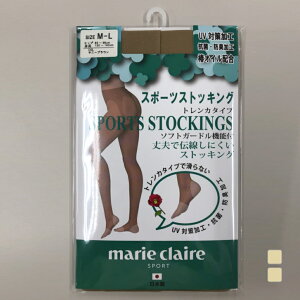 SIZE M-L
UV対策加工
抗菌・防臭加工
椿オイル配合
スポーツストッキング
トレンカタイプ
SPORTS STOCKINGS
ソフトガードル機能付
丈夫で伝線しにくい
ストッキング
トレンカタイプで滑らない
UV対策加工・抗菌・防臭加工
marie claire
SPORT
日本製